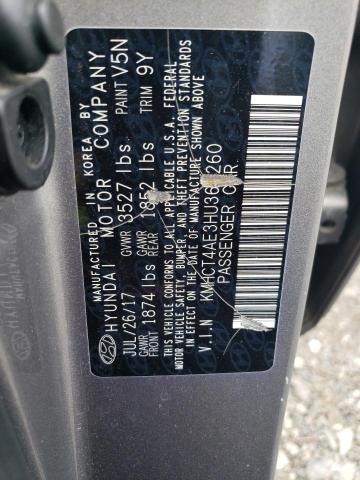 MANUFACTURED IN KOREA BY
HYUNDAI MOTOR COMPANY
JUL/26/17 GVWR 3527 lbs PAINT V5N
GAWR FRONT 1874 lbs GAWR REAR 1852 lbs TRIM 9Y
THIS VEHICLE CONFORMS TO ALL APPLICABLE U.S.A. FEDERAL
MOTOR VEHICLE SAFETY, BUMPER, AND THEFT PREVENTION STANDARDS
IN EFFECT ON THE DATE OF MANUFACTURE SHOWN ABOVE
V.I.N : 
PASSENGER CAR